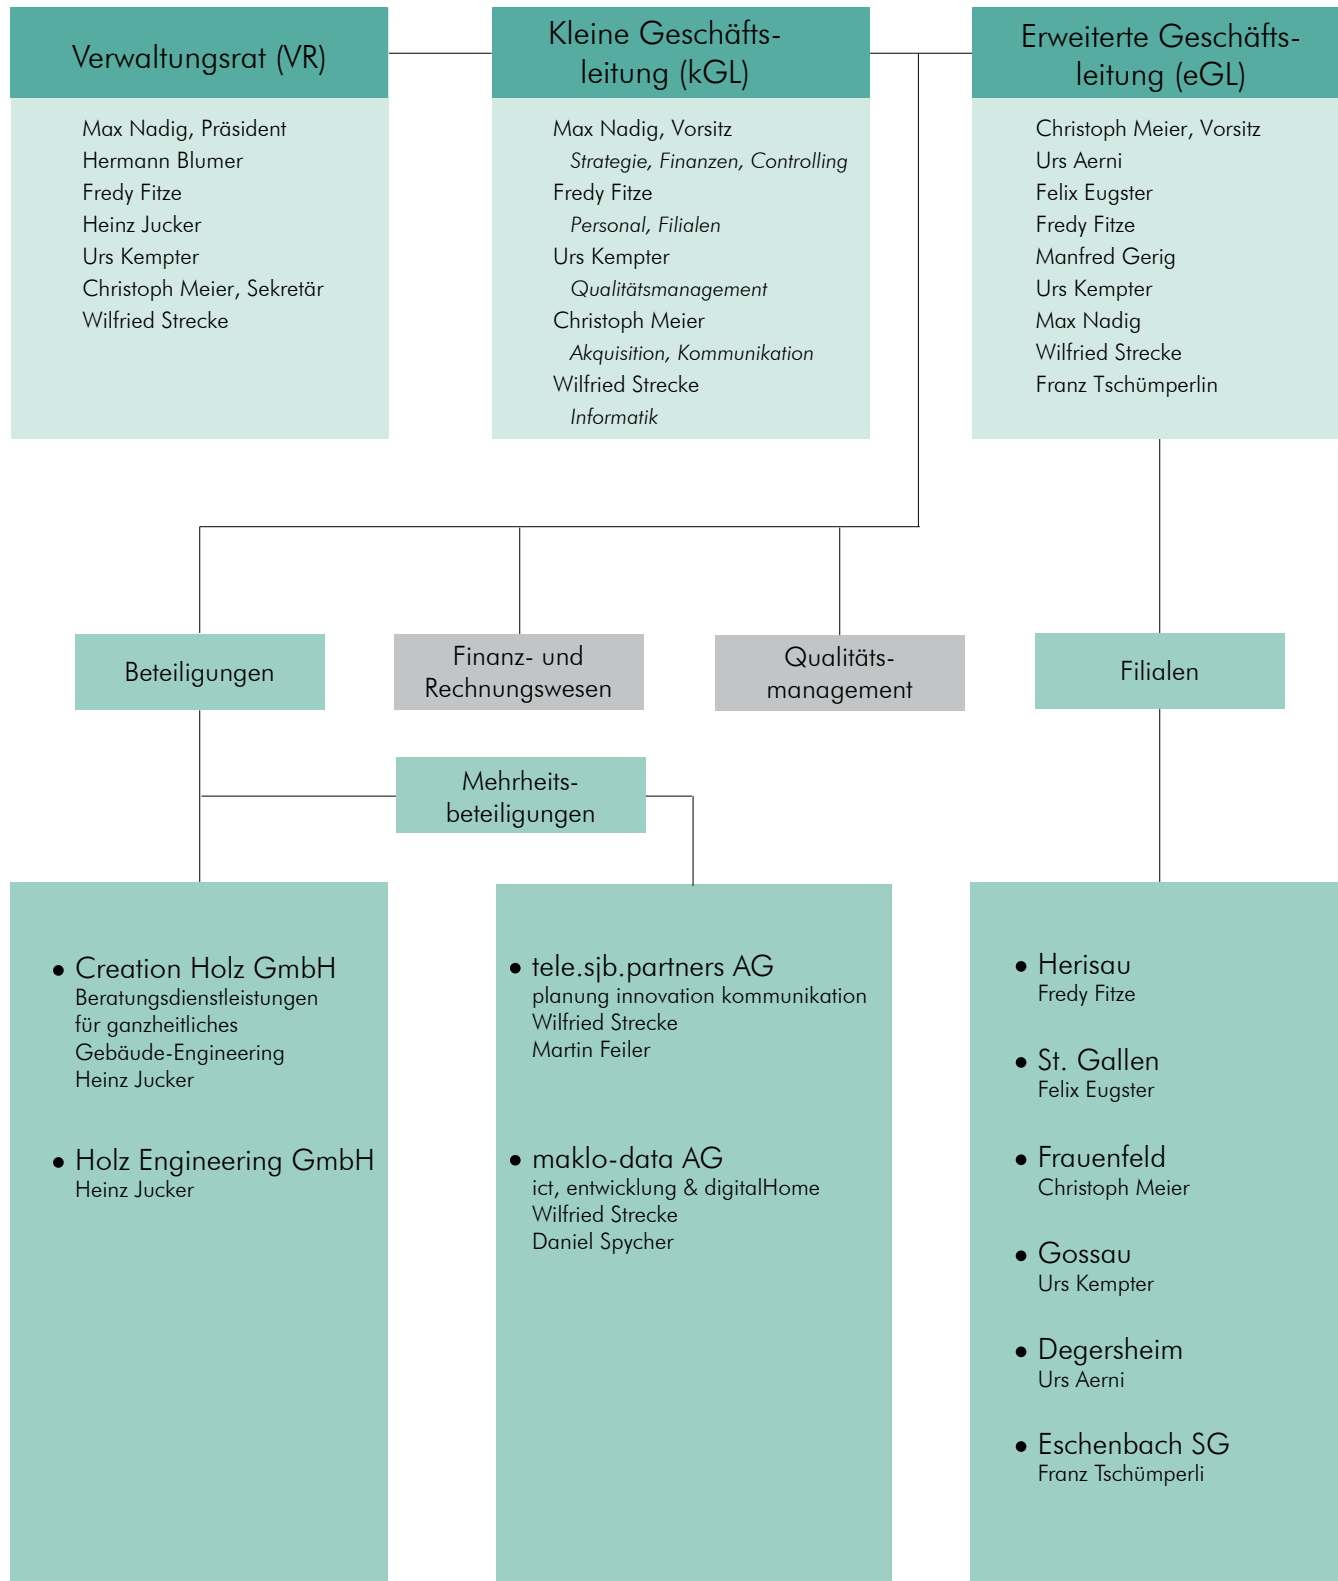 Verwaltungsrat (VR)
Max Nadig, Präsident
Hermann Blumer
Fredy Fitze
Heinz Jucker
Urs Kempter
Christoph Meier, Sekretär
Wilfried Strecke
Kleine Geschäfts-
leitung (kGL)
Max Nadig, Vorsitz
Strategie, Finanzen, Controlling
Fredy Fitze
Personal, Filialen
Urs Kempter
Qualitätsmanagement
Christoph Meier
Akquisition, Kommunikation
Wilfried Strecke
Informatik
Erweiterte Geschäfts-
leitung (eGL)
Christoph Meier, Vorsitz
Urs Aerni
Felix Eugster
Fredy Fitze
Manfred Gerig
Urs Kempter
Max Nadig
Wilfried Strecke
Franz Tschümperlin
Beteiligungen
Finanz- und
Rechnungswesen
Qualitäts-
management
Filialen
Mehrheits-
beteiligungen
• Creation Holz GmbH
Beratungsdienstleistungen
für ganzheitliches
Gebäude-Engineering
Heinz Jucker
• Holz Engineering GmbH
Heinz Jucker
• tele.sjb.partners AG
planung innovation kommunikation
Wilfried Strecke
Martin Feiler
• maklo-data AG
ict, entwicklung & digitalHome
Wilfried Strecke
Daniel Spycher
• Herisau
Fredy Fitze
• St. Gallen
Felix Eugster
• Frauenfeld
Christoph Meier
• Gossau
Urs Kempter
• Degersheim
Urs Aerni
• Eschenbach SG
Franz Tschümperli